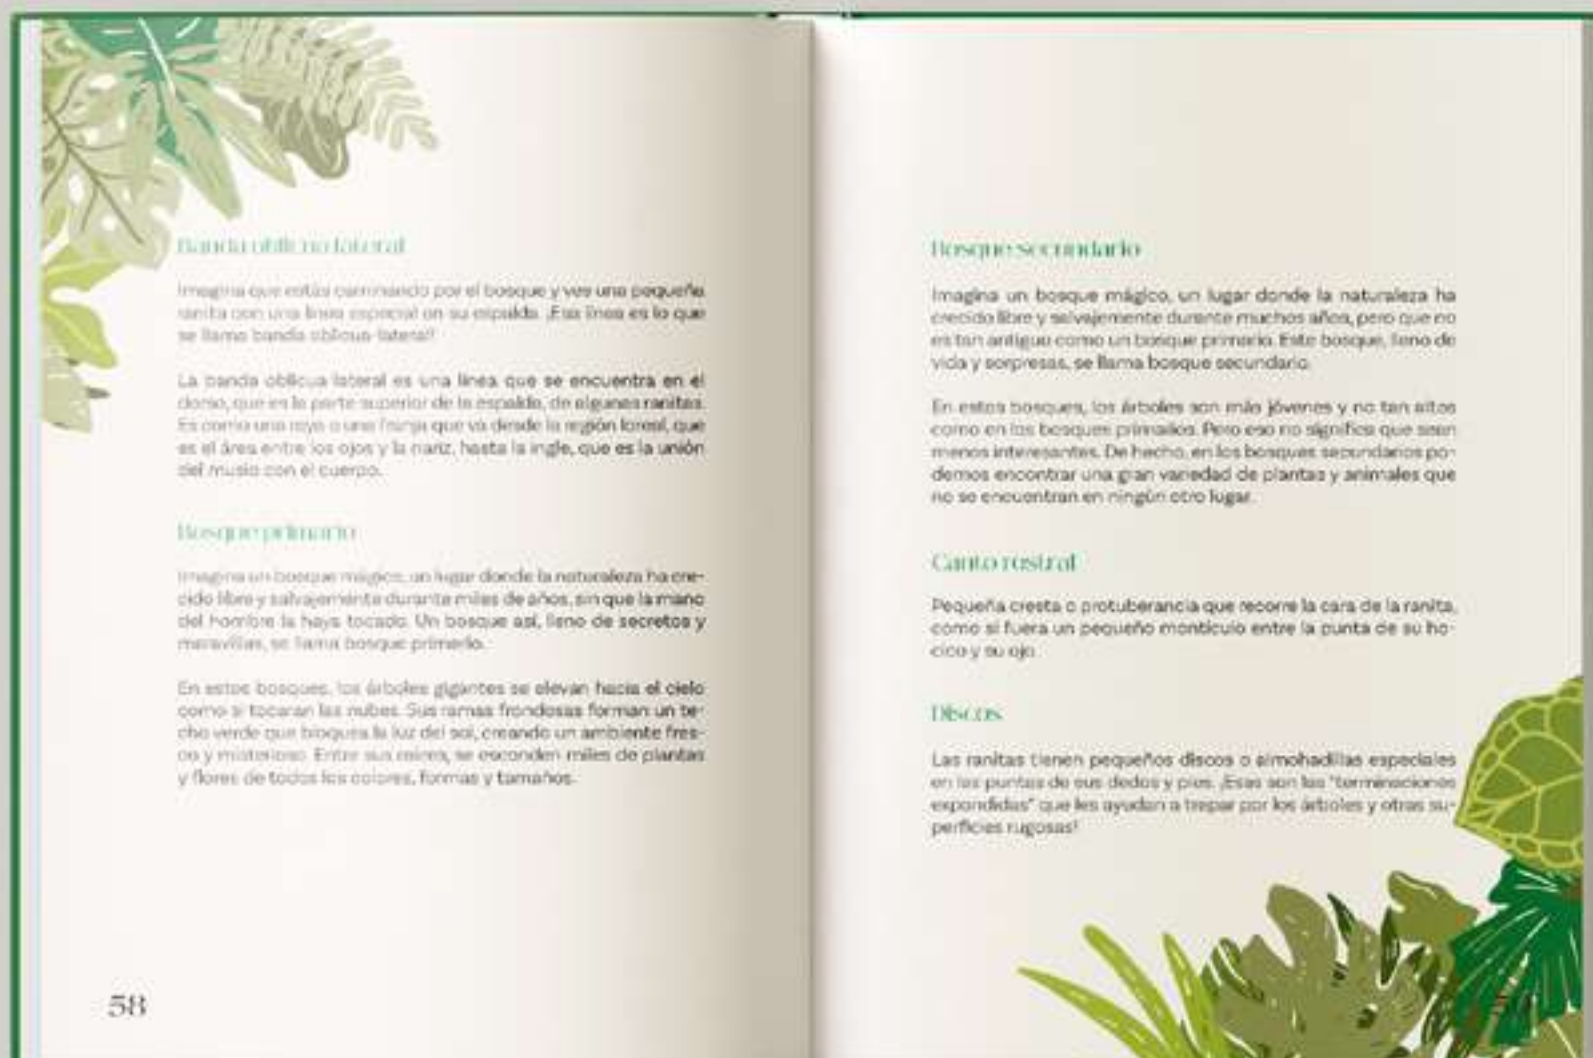 Banda oblicua lateral
Imagina que estás caminando por el bosque y ves una pequeña
ranita con una línea especial en su espalda. ¡Esa línea es lo que
se llama banda oblicua-lateral!
La banda oblicua lateral es una línea que se encuentra en el
dorso, que es la parte superior de la espalda, de algunas ranitas.
Es como una raya o una franja que va desde la región loreal, que
es el área entre los ojos y la nariz, hasta la ingle, que es la unión
del muslo con el cuerpo.
Bosque primario
Imagina un bosque mágico, un lugar donde la naturaleza ha cre-
cido libre y salvajemente durante miles de años, sin que la mano
del hombre la haya tocado. Un bosque así, lleno de secretos y
maravillas, se llama bosque primario.
En estos bosques, los árboles gigantes se elevan hacia el cielo
como si tocaran las nubes. Sus ramas frondosas forman un te-
cho verde que bloquea la luz del sol, creando un ambiente fres-
co y misterioso. Entre sus raíces, se esconden miles de plantas
y flores de todos los colores, formas y tamaños.
58
Bosque secundario
Imagina un bosque mágico, un lugar donde la naturaleza ha
crecido libre y salvajemente durante muchos años, pero que no
es tan antiguo como un bosque primario. Este bosque, lleno de
vida y sorpresas, se llama bosque secundario.
En estos bosques, los árboles son más jóvenes y no tan altos
como en los bosques primarios. Pero eso no significa que sean
menos interesantes. De hecho, en los bosques secundarios po-
demos encontrar una gran variedad de plantas y animales que
no se encuentran en ningún otro lugar.
Canto rostral
Pequeña cresta o protuberancia que recorre la cara de la ranita,
como si fuera un pequeño montículo entre la punta de su ho-
cico y su ojo.
Discos
Las ranitas tienen pequeños discos o almohadillas especiales
en las puntas de sus dedos y pies. ¡Esas son las "terminaciones
expandidas" que les ayudan a trepar por los árboles y otras su-
perficies rugosas!